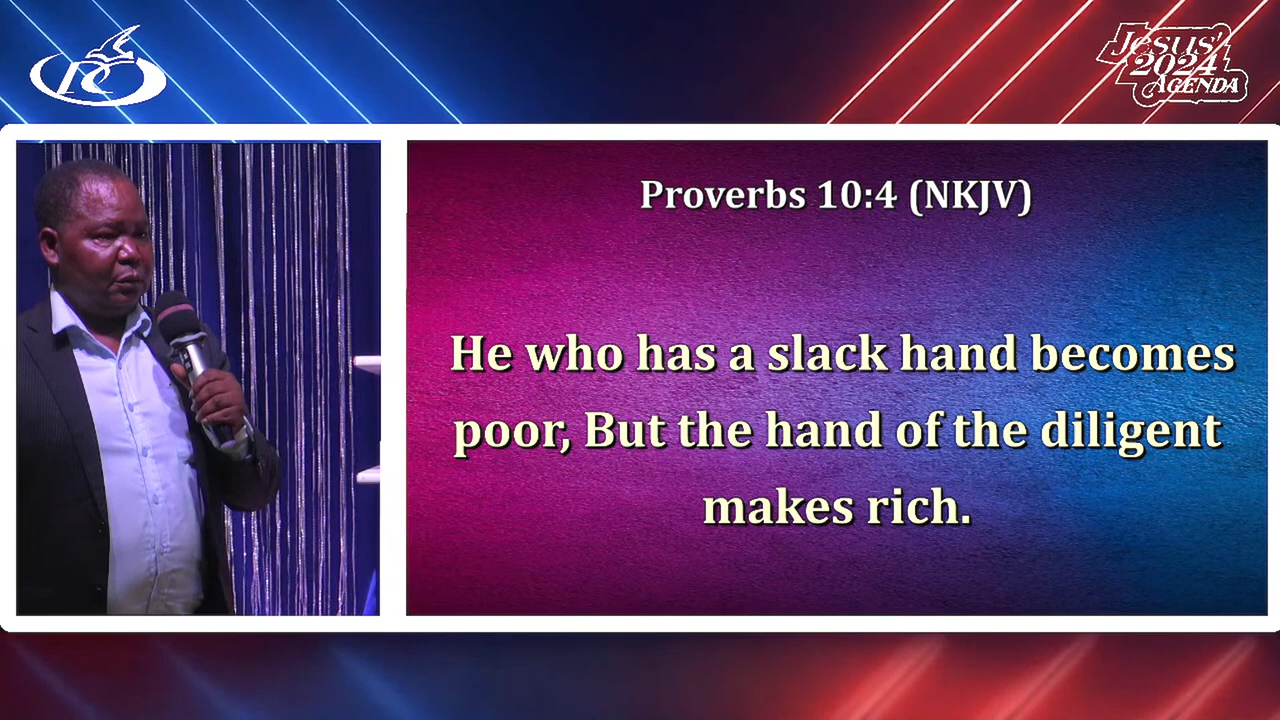 JESUS'
2024
AGENDA
Proverbs 10:4 (NKJV)
He who has a slack hand becomes
poor, But the hand of the diligent
makes rich.